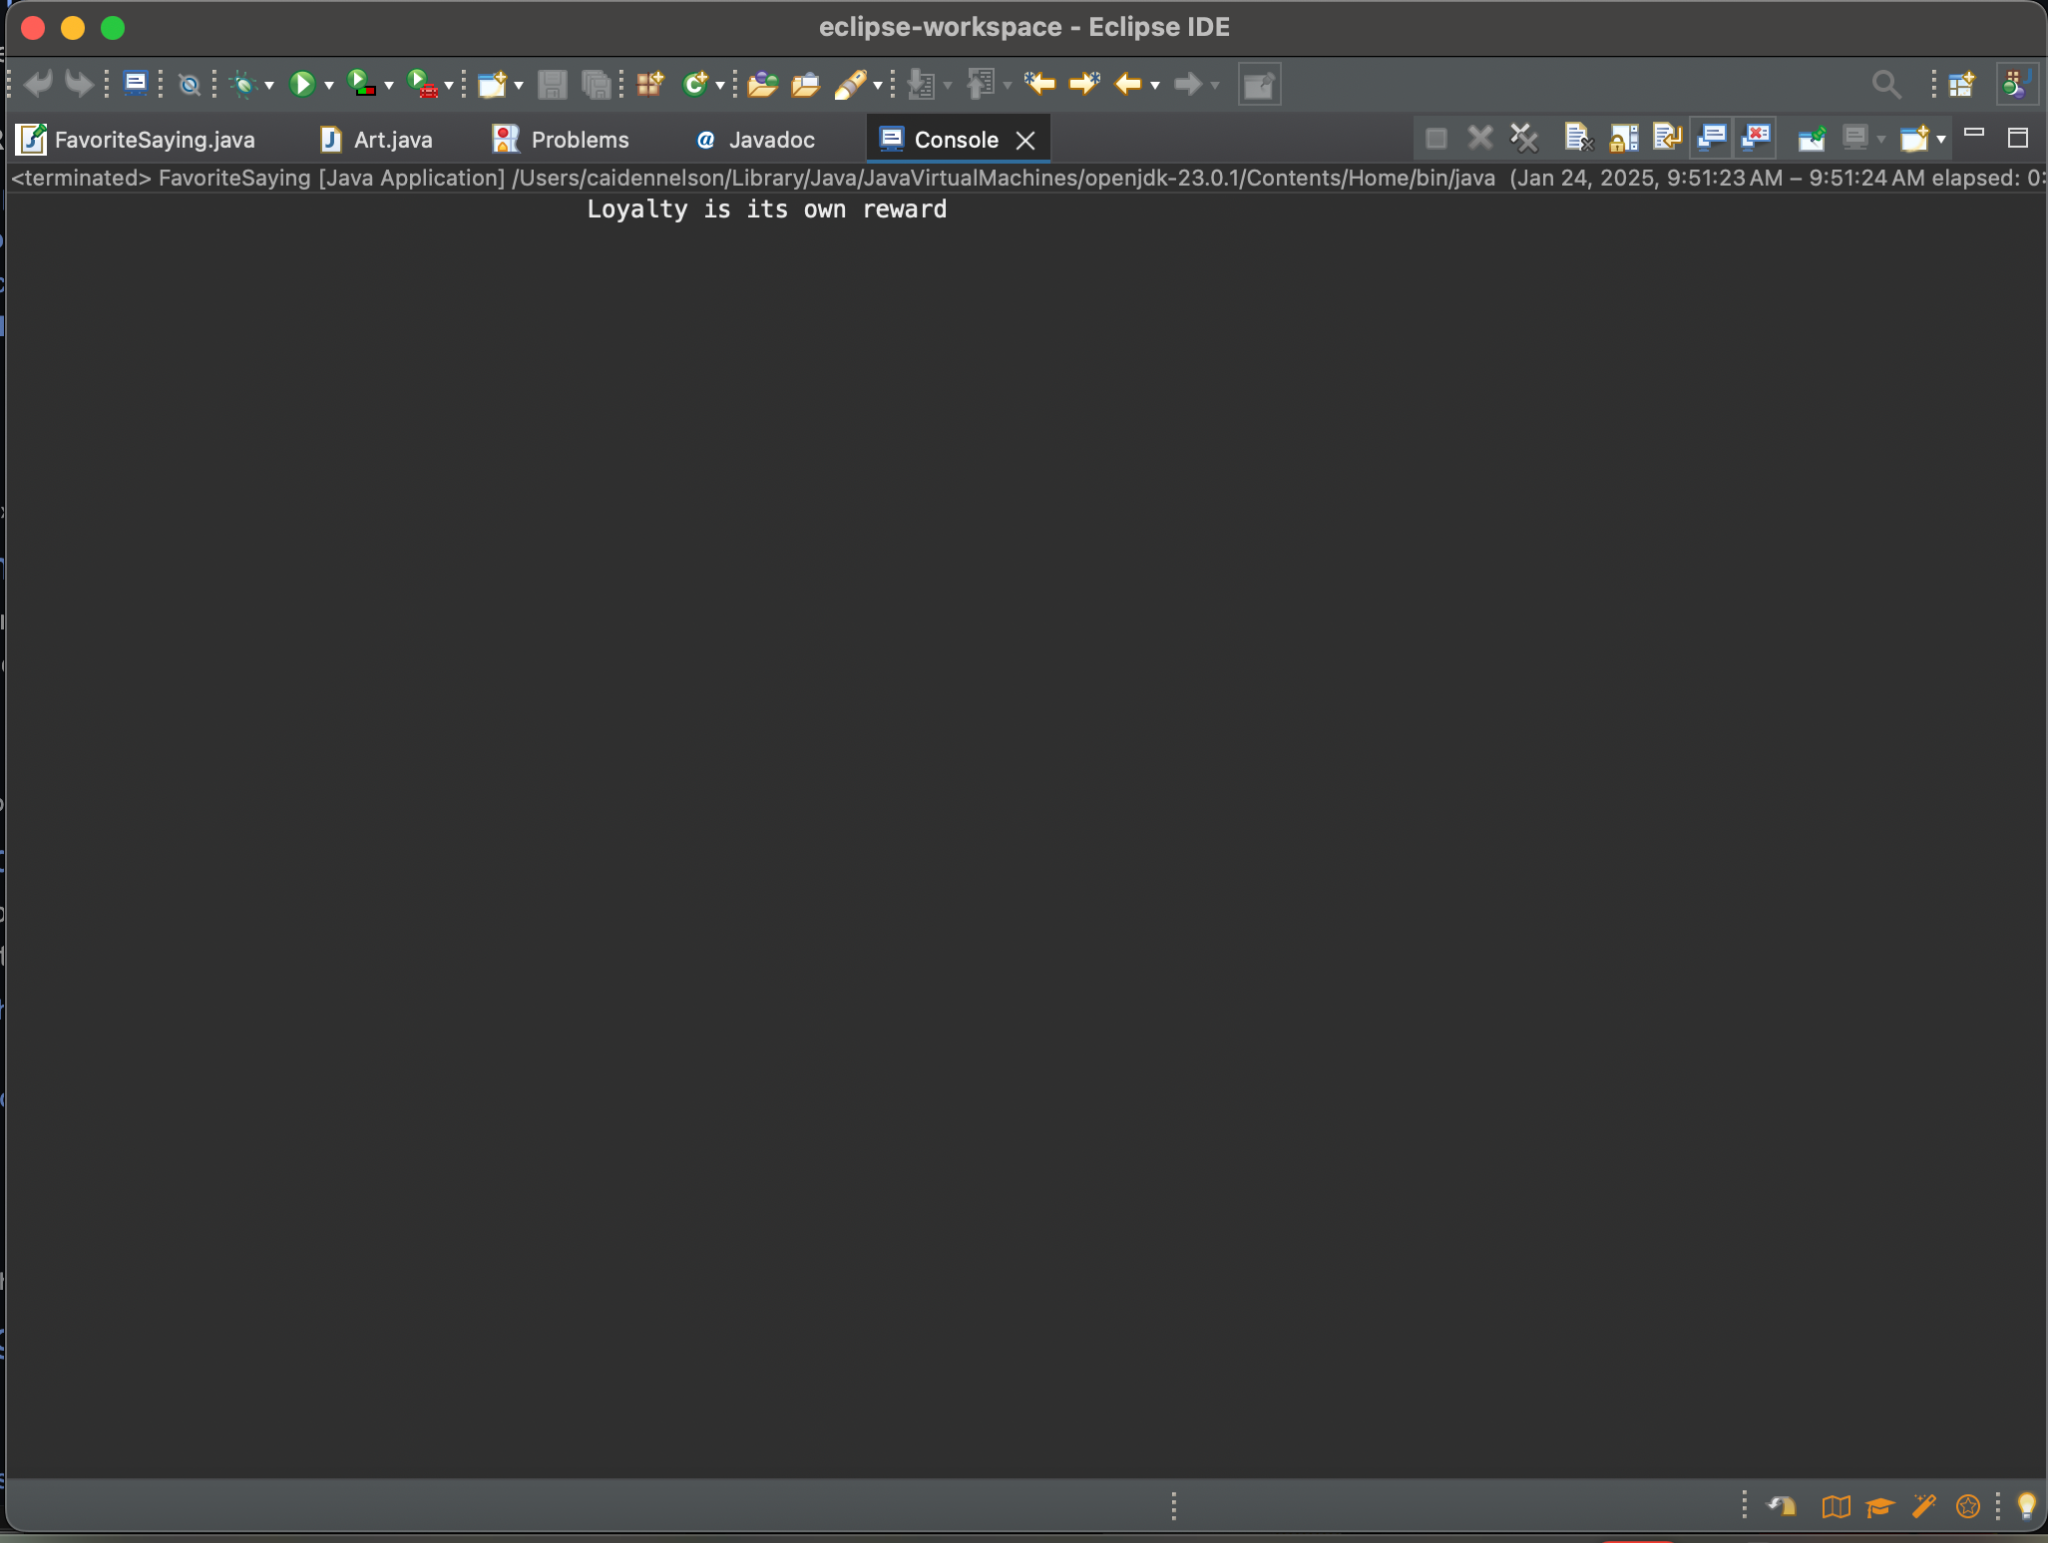 eclipse-workspace - Eclipse IDE
FavoriteSaying.java Art.java Problems @ Javadoc Console
<terminated> FavoriteSaying [Java Application] /Users/caidennelson/Library/Java/JavaVirtualMachines/openjdk-23.0.1/Contents/Home/bin/java (Jan 24, 2025, 9:51:23 AM – 9:51:24 AM elapsed: 0:
Loyalty is its own reward